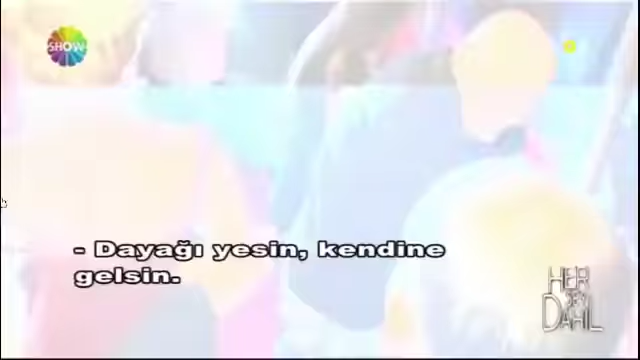 SHOW
- Dayağı yesin, kendine
gelsin.
HER
ŞEY
DAHİL